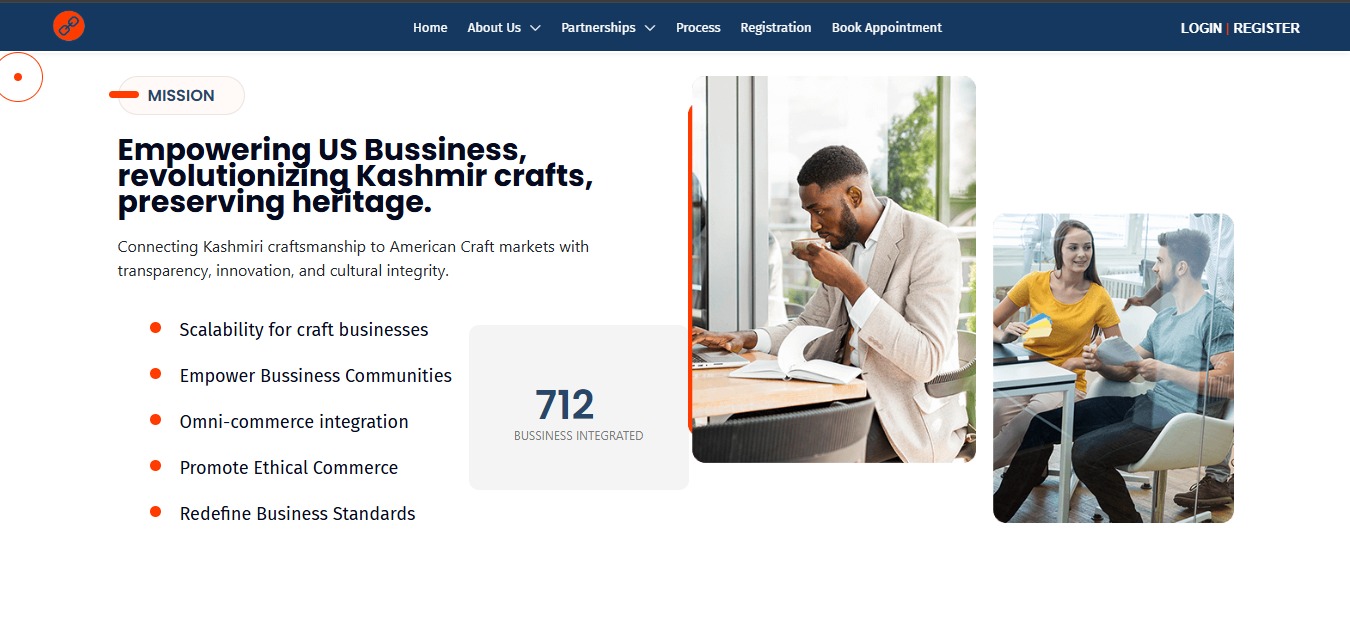 Home About Us Partnerships Process Registration Book Appointment LOGIN | REGISTER
MISSION
Empowering US Bussiness,
revolutionizing Kashmir crafts,
preserving heritage.
Connecting Kashmiri craftsmanship to American Craft markets with
transparency, innovation, and cultural integrity.
Scalability for craft businesses
Empower Bussiness Communities
Omni-commerce integration
Promote Ethical Commerce
Redefine Business Standards
712
BUSSINESS INTEGRATED